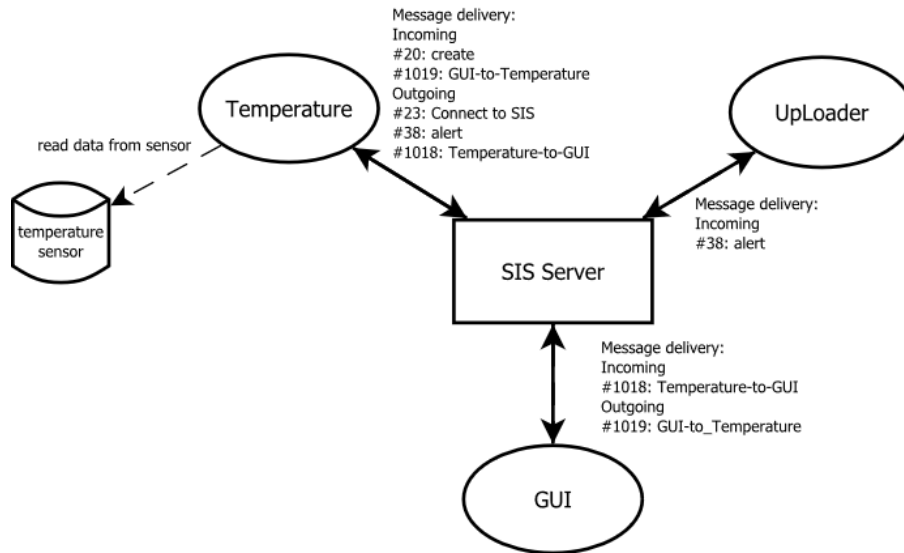 Message delivery:
Incoming
#20: create
#1019: GUI-to-Temperature
Outgoing
#23: Connect to SIS
#38: alert
#1018: Temperature-to-GUI
Temperature
UpLoader
read data from sensor
temperature
sensor
Message delivery:
Incoming
#38: alert
SIS Server
Message delivery:
Incoming
#1018: Temperature-to-GUI
Outgoing
#1019: GUI-to_Temperature
GUI